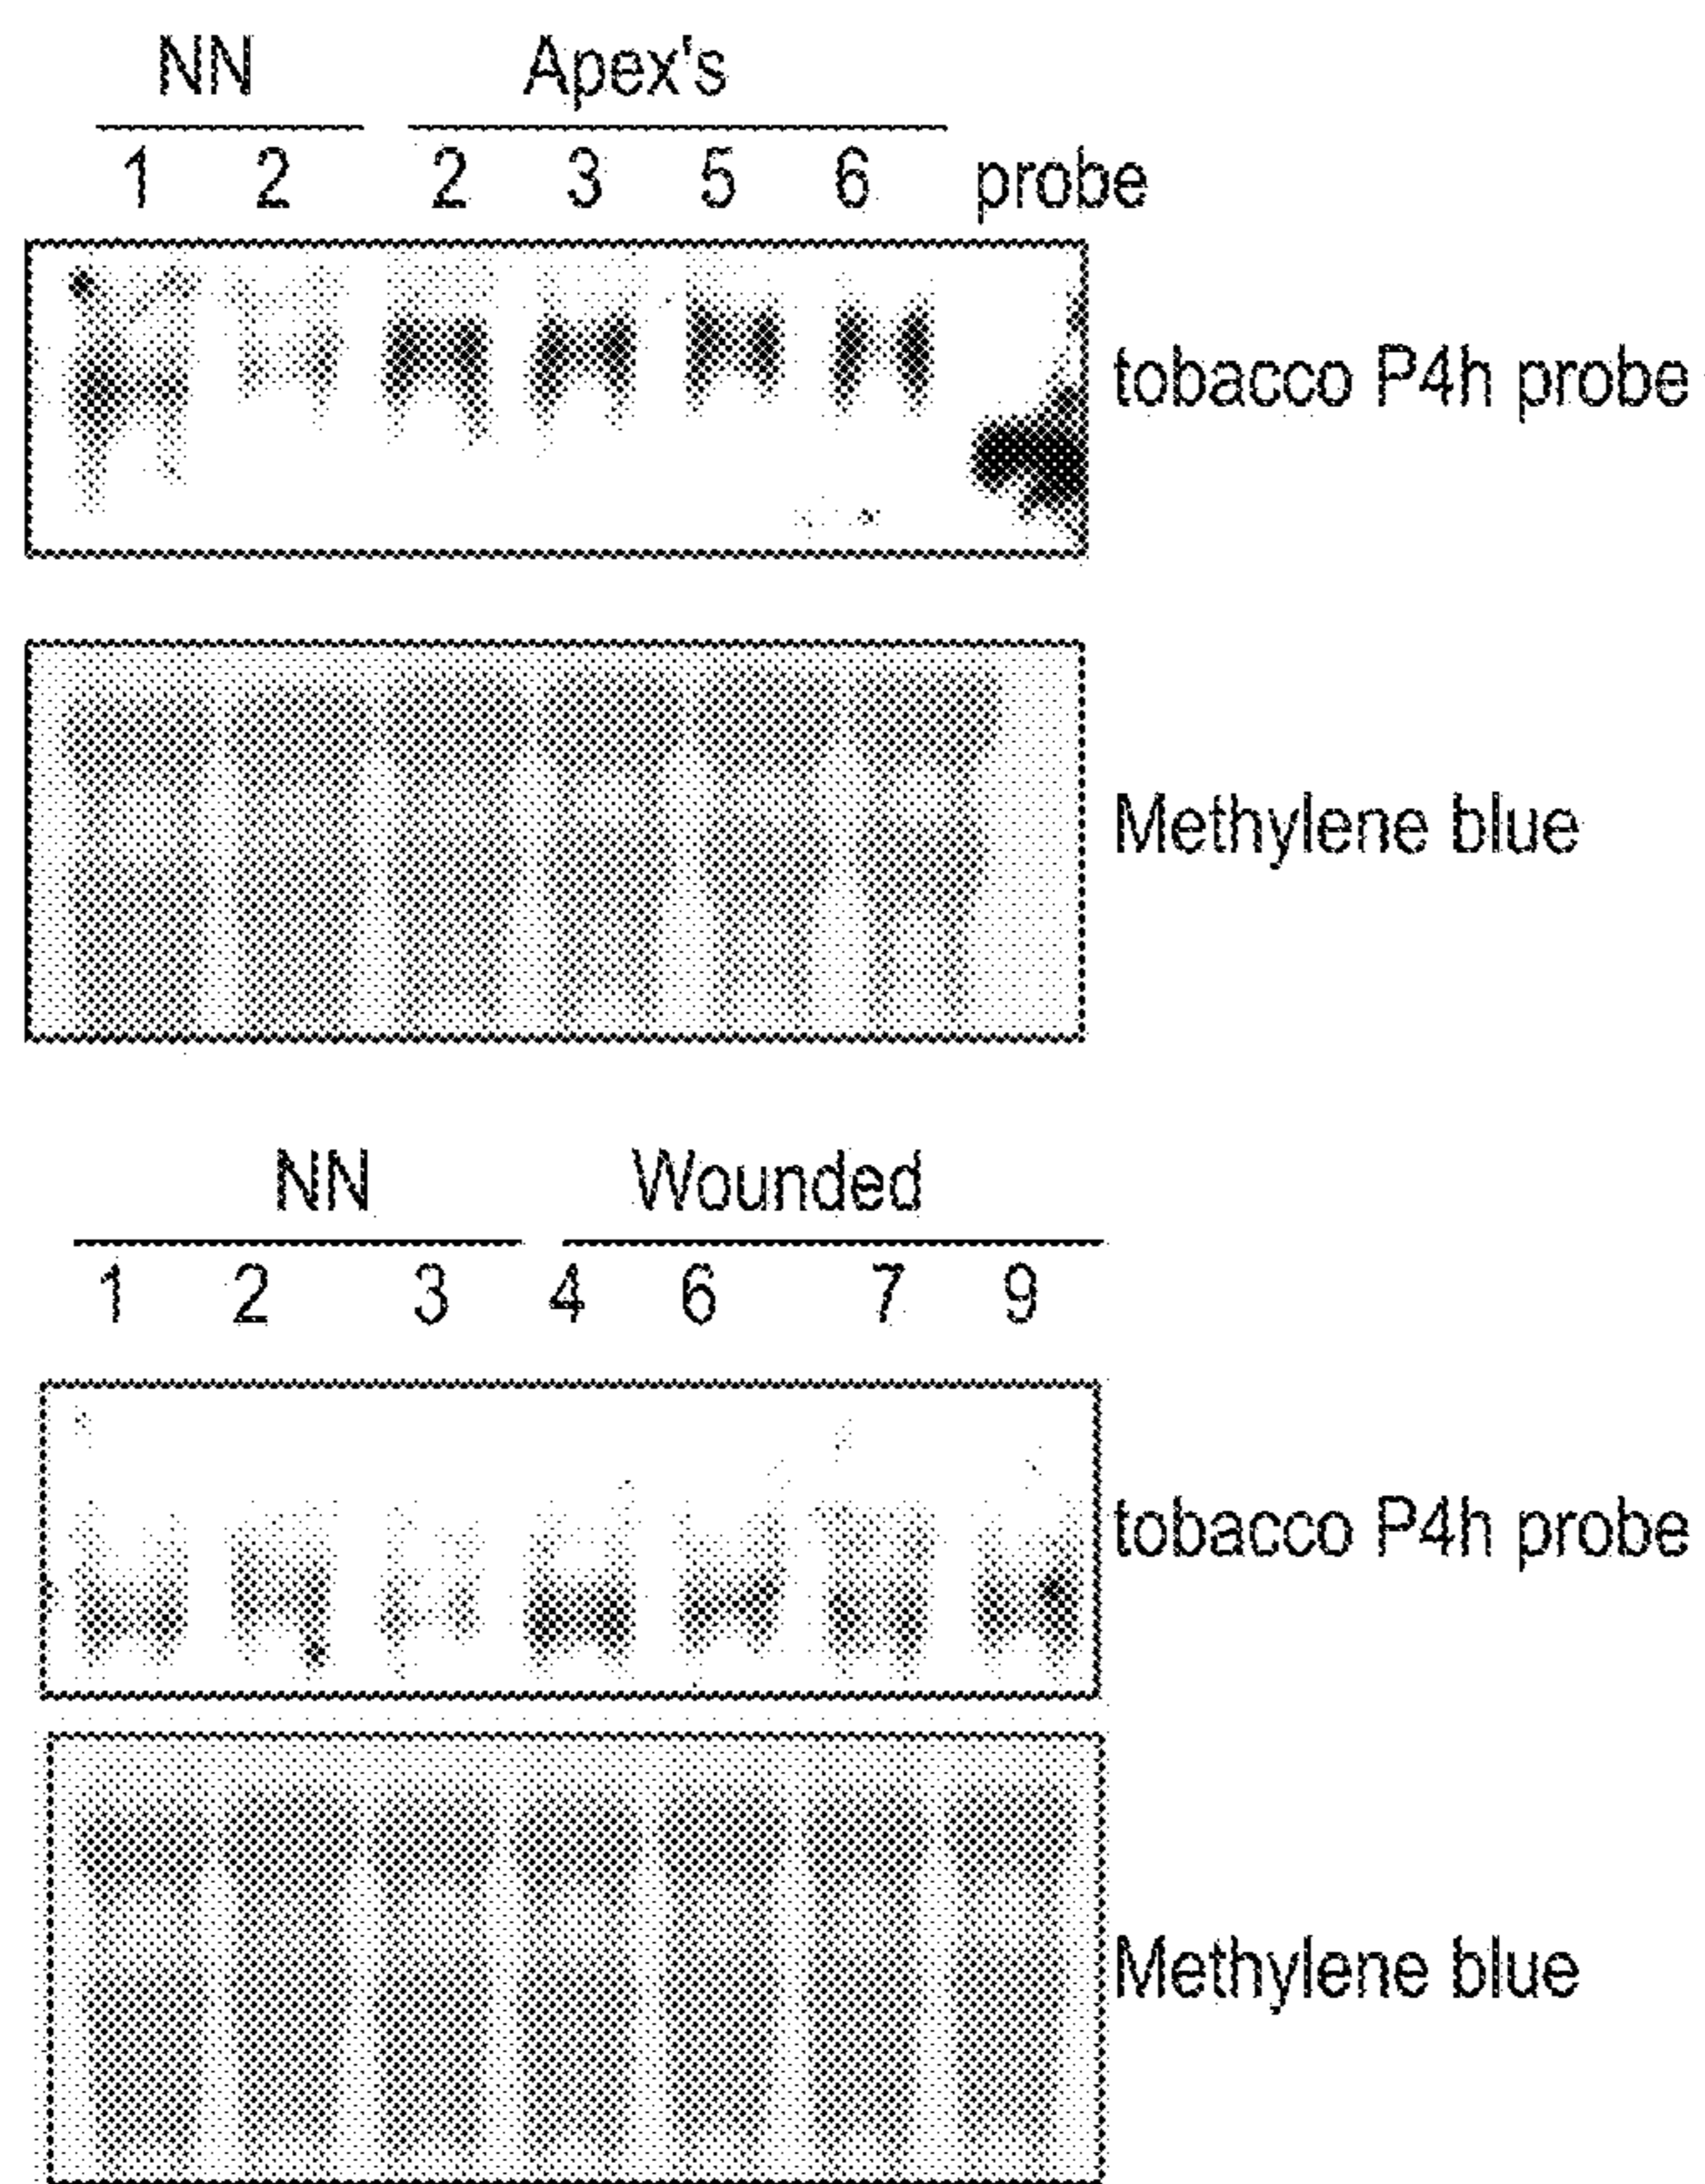 NN Apex's
1 2 2 3 5 6 probe
tobacco P4h probe
Methylene blue
NN Wounded
1 2 3 4 6 7 9
tobacco P4h probe
Methylene blue